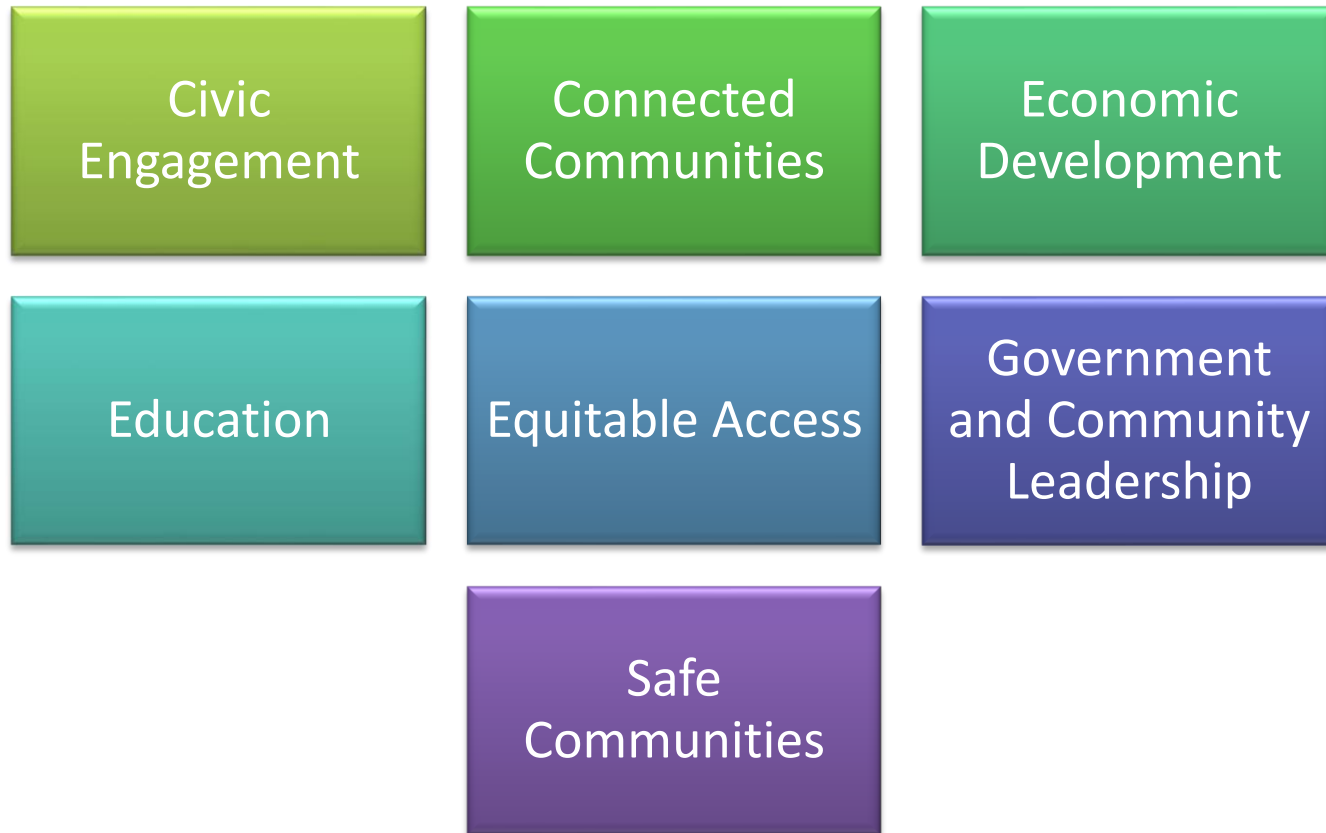 Civic
Engagement
Connected
Communities
Economic
Development
Education
Equitable Access
Government
and Community
Leadership
Safe
Communities